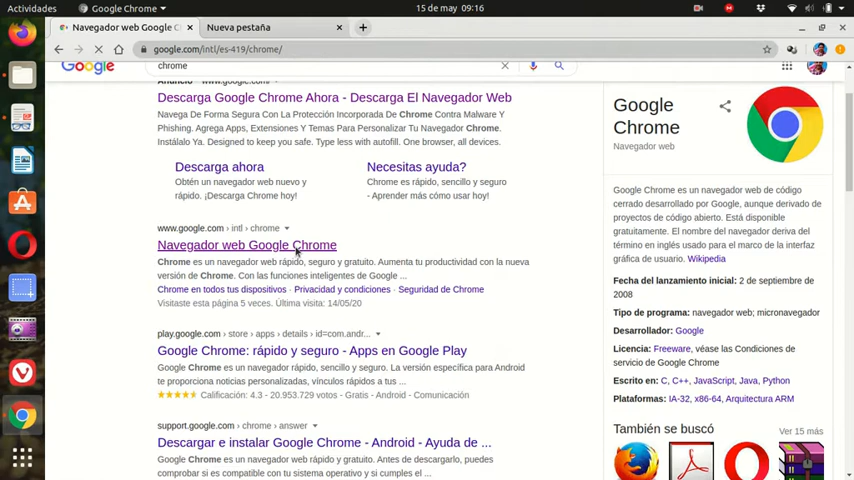 Actividades
Google Chrome
15 de may 09:16
Navegador web Google C
Nueva pestaña
google.com/intl/es-419/chrome/
Google
chrome
Anuncio · www.google.com/
Descarga Google Chrome Ahora - Descarga El Navegador Web
Navega De Forma Segura Con La Protección Incorporada De Chrome Contra Malware Y
Phishing. Agrega Apps, Extensiones Y Temas Para Personalizar Tu Navegador Chrome.
Instálalo Ya. Designed to keep you safe. Type less with autofill. One browser, all devices.
Descarga ahora
Obtén un navegador web nuevo y
rápido. ¡Descarga Chrome hoy!
Necesitas ayuda?
Chrome es rápido, sencillo y seguro
- Aprender más cómo usar hoy!
www.google.com › intl › chrome
Navegador web Google Chrome
Chrome es un navegador web rápido, seguro y gratuito. Aumenta tu productividad con la nueva
versión de Chrome. Con las funciones inteligentes de Google ...
Chrome en todos tus dispositivos · Privacidad y condiciones · Seguridad de Chrome
Visitaste esta página 5 veces. Última visita: 14/05/20
play.google.com › store › apps › details › id=com.andr...
Google Chrome: rápido y seguro - Apps en Google Play
Google Chrome es un navegador rápido, sencillo y seguro. La versión específica para Android
te proporciona noticias personalizadas, vínculos rápidos a tus ...
Calificación: 4.3 - 20.953.729 votos - Gratis - Android - Comunicación
support.google.com › chrome › answer
Descargar e instalar Google Chrome - Android - Ayuda de ...
Google Chrome es un navegador web rápido y gratuito. Antes de descargarlo, puedes
comprobar si es compatible con tu sistema operativo y si cumples el ...
Google
Chrome
Navegador web
Google Chrome es un navegador web de código
cerrado desarrollado por Google, aunque derivado de
proyectos de código abierto. Está disponible
gratuitamente. El nombre del navegador deriva del
término en inglés usado para el marco de la interfaz
gráfica de usuario. Wikipedia
Fecha del lanzamiento inicial: 2 de septiembre de
2008
Tipo de programa: navegador web; micronavegador
Desarrollador: Google
Licencia: Freeware, véase las Condiciones de
servicio de Google Chrome
Escrito en: C, C++, JavaScript, Java, Python
Plataformas: IA-32, x86-64, Arquitectura ARM
También se buscó
Ver 15 más